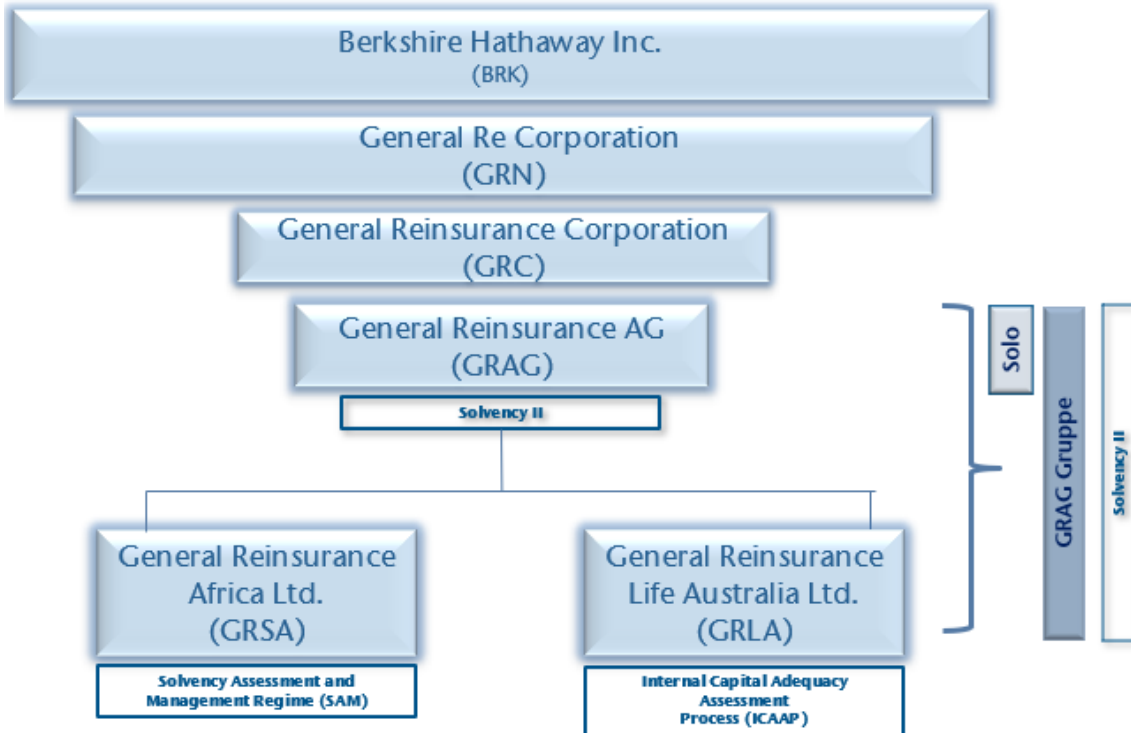 Berkshire Hathaway Inc.
(BRK)
General Re Corporation
(GRN)
General Reinsurance Corporation
(GRC)
General Reinsurance AG
(GRAG)
Solvency II
General Reinsurance
Africa Ltd.
(GRSA)
Solvency Assessment and
Management Regime (SAM)
General Reinsurance
Life Australia Ltd.
(GRLA)
Internal Capital Adequacy
Assessment
Process (ICAAP)
Solo
GRAG Gruppe
Solvency II